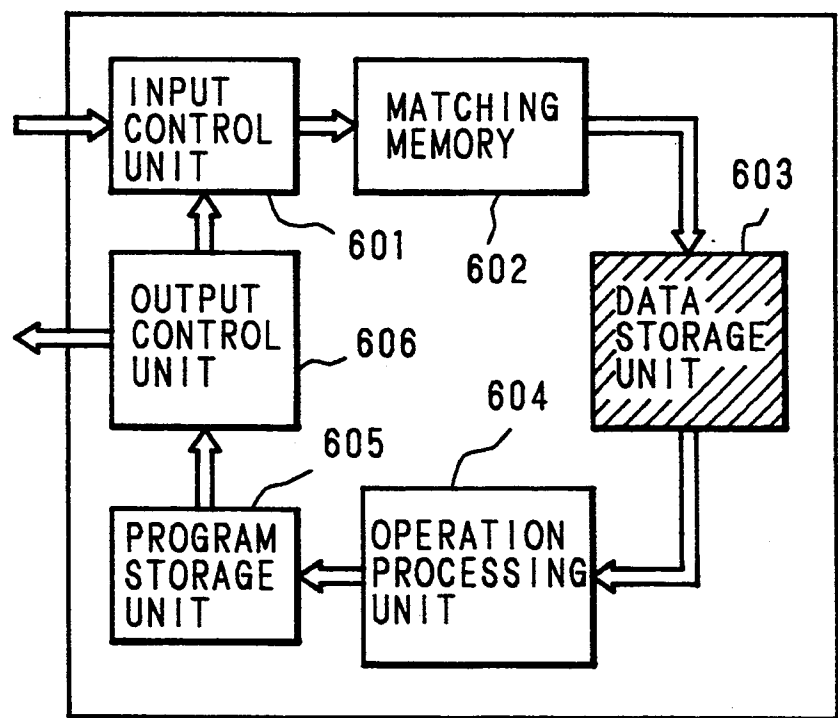 INPUT
CONTROL
UNIT
601
MATCHING
MEMORY
602
603
DATA
STORAGE
UNIT
OUTPUT
CONTROL
UNIT
606
604
OPERATION
PROCESSING
UNIT
605
PROGRAM
STORAGE
UNIT